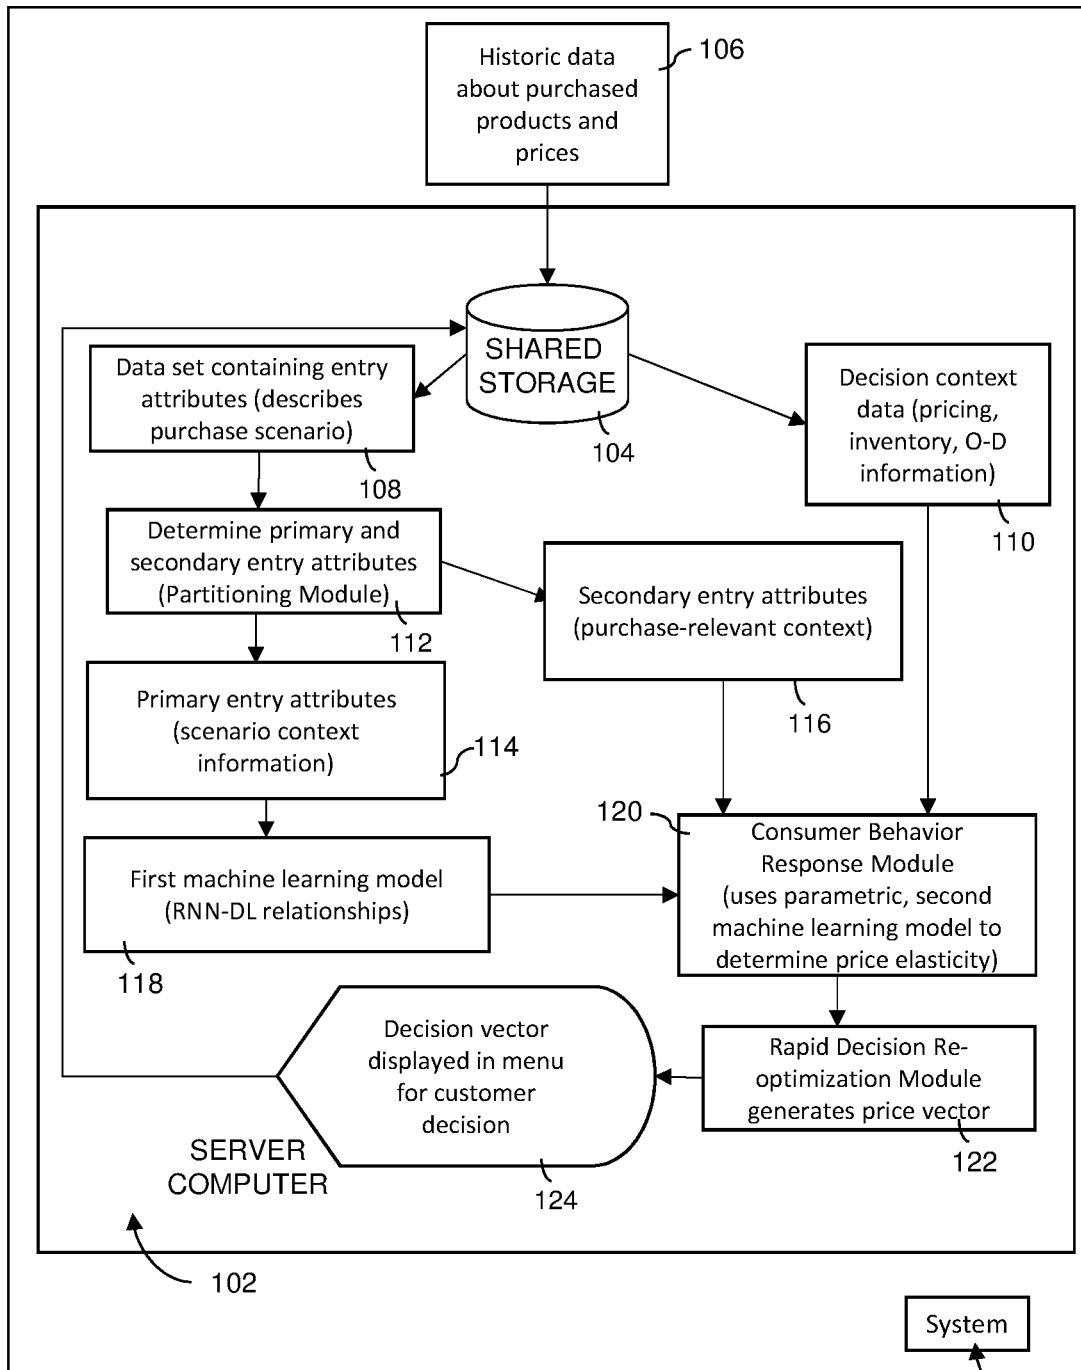 Historic data
about purchased
products and
prices
106
SHARED
STORAGE
104
Data set containing entry
attributes (describes
purchase scenario)
108
Decision context
data (pricing,
inventory, O-D
information)
110
Determine primary and
secondary entry attributes
(Partitioning Module)
112
Secondary entry attributes
(purchase-relevant context)
116
Primary entry attributes
(scenario context
information)
114
120
Consumer Behavior
Response Module
(uses parametric, second
machine learning model to
determine price elasticity)
First machine learning model
(RNN-DL relationships)
118
Decision vector
displayed in menu
for customer
decision
124
Rapid Decision Re-
optimization Module
generates price vector
122
SERVER
COMPUTER
102
System